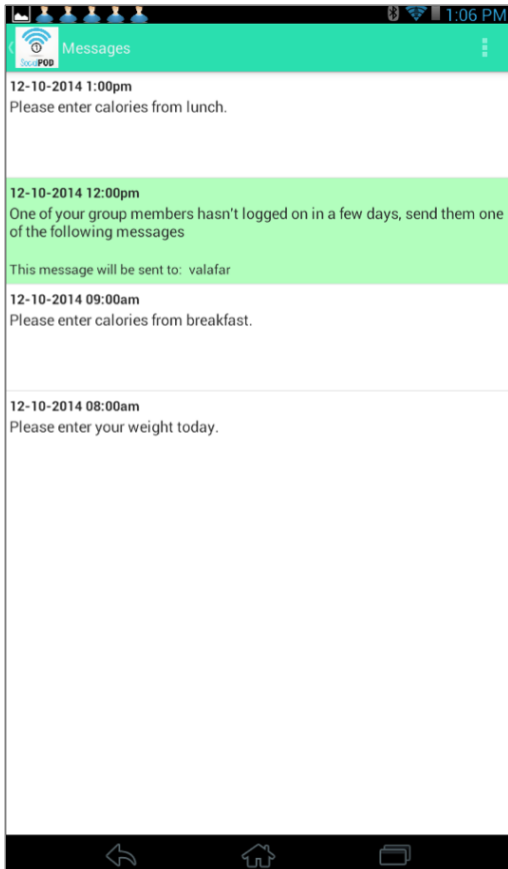 1:06 PM
SocialPOD
Messages
12-10-2014 1:00pm
Please enter calories from lunch.
12-10-2014 12:00pm
One of your group members hasn't logged on in a few days, send them one
of the following messages
This message will be sent to:  valafar
12-10-2014 09:00am
Please enter calories from breakfast.
12-10-2014 08:00am
Please enter your weight today.